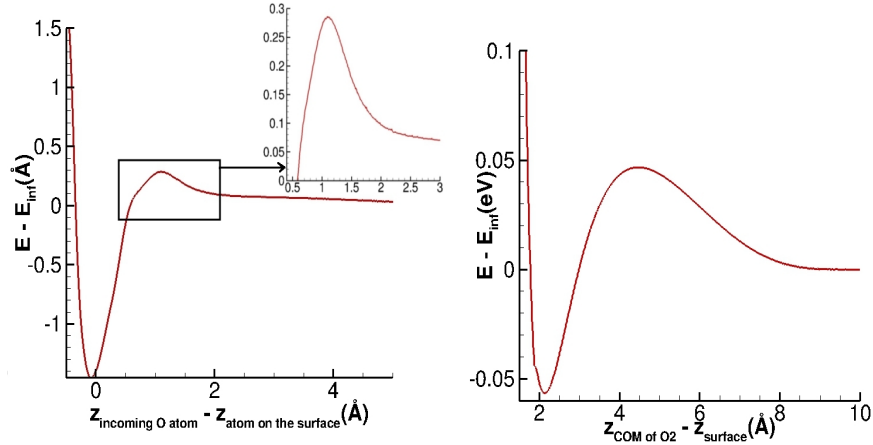 1.5
1
0.5
0
-0.5
-1
E - E_inf(Å)
0 2 4
z_incoming O atom - z_atom on the surface(Å)
0.3
0.25
0.2
0.15
0.1
0.05
0
0.5 1 1.5 2 2.5 3
0.1
0.05
0
-0.05
E - E_inf(eV)
2 4 6 8 10
z_COM of O2 - z_surface(Å)